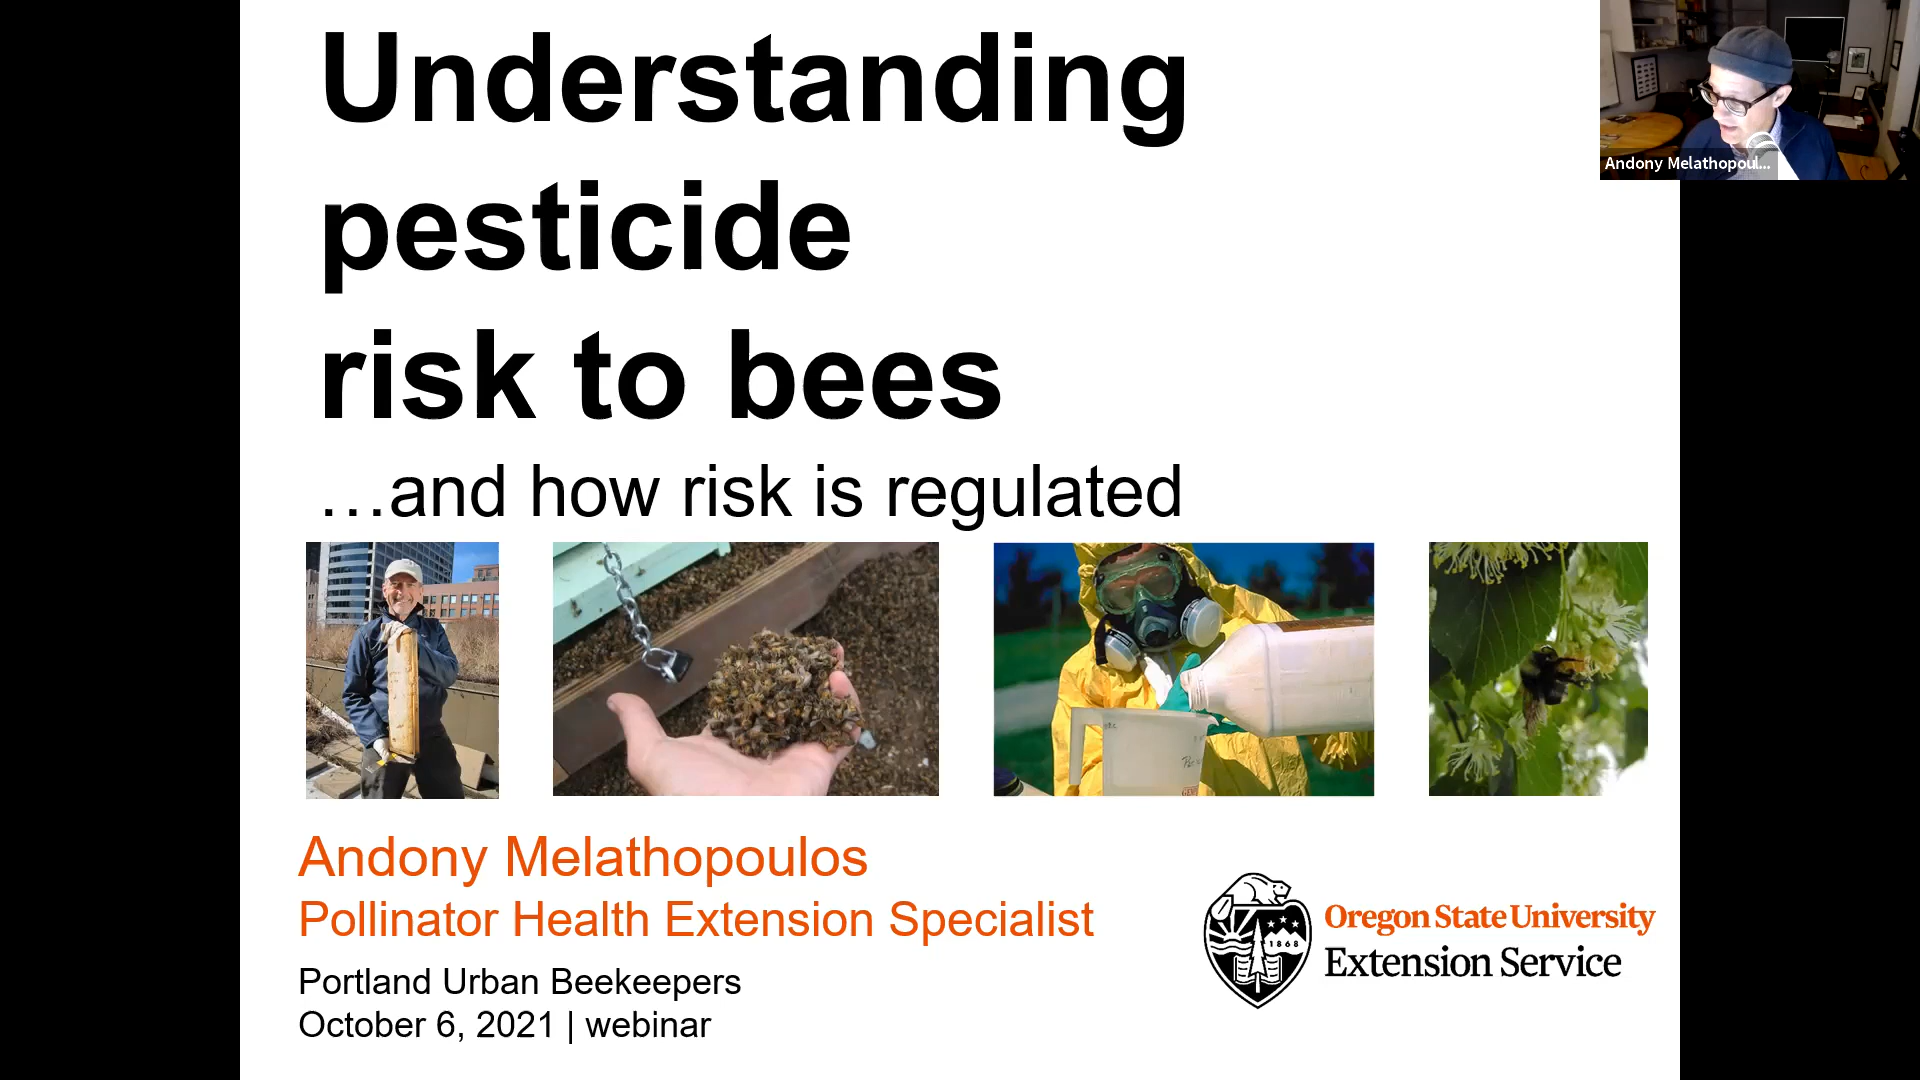 Understanding
pesticide
risk to bees
…and how risk is regulated
Andony Melathopoul...
Andony Melathopoulos
Pollinator Health Extension Specialist
Portland Urban Beekeepers
October 6, 2021 | webinar
1868
Oregon State University
Extension Service